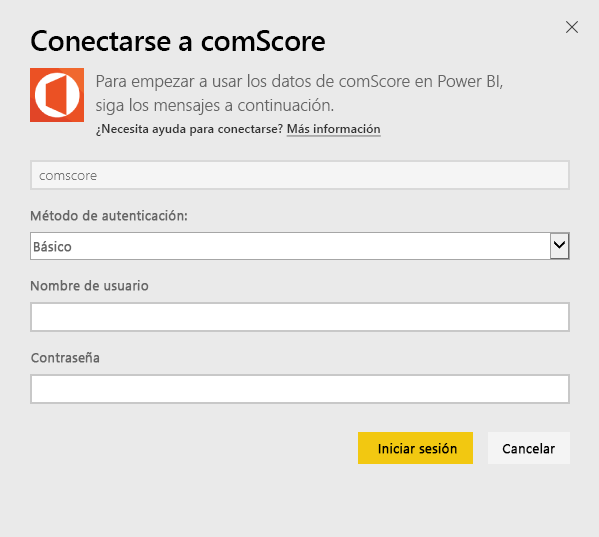 Conectarse a comScore
Para empezar a usar los datos de comScore en Power BI,
siga los mensajes a continuación.
¿Necesita ayuda para conectarse? Más información
comscore
Método de autenticación:
Básico
Nombre de usuario
Contraseña
Iniciar sesión
Cancelar